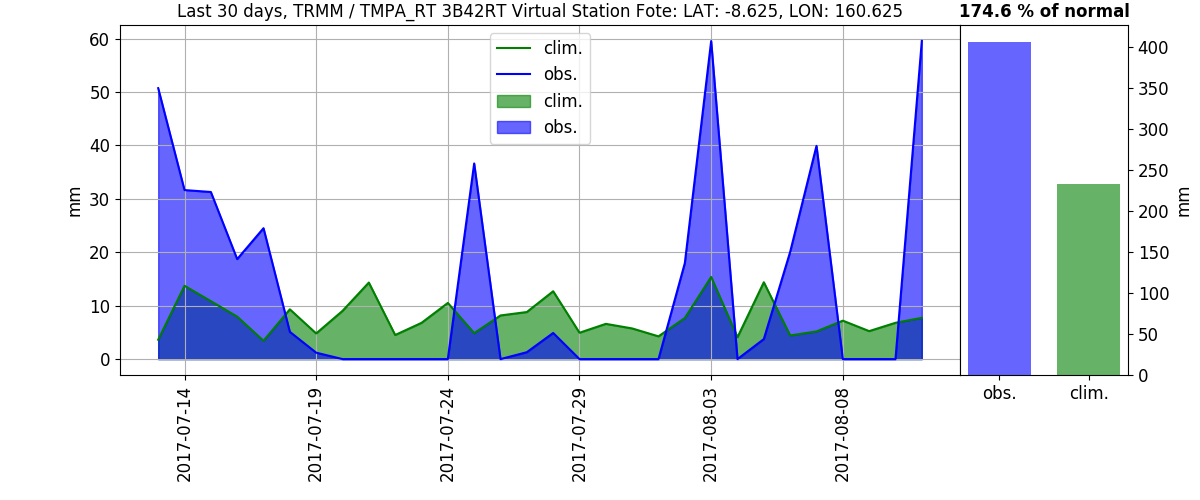 Last 30 days, TRMM / TMPA_RT 3B42RT Virtual Station Fote: LAT: -8.625, LON: 160.625
174.6 % of normal
clim.
obs.
clim.
obs.
60
50
40
30
20
10
0
mm
2017-07-14
2017-07-19
2017-07-24
2017-07-29
2017-08-03
2017-08-08
400
350
300
250
200
150
100
50
0
mm
obs. clim.